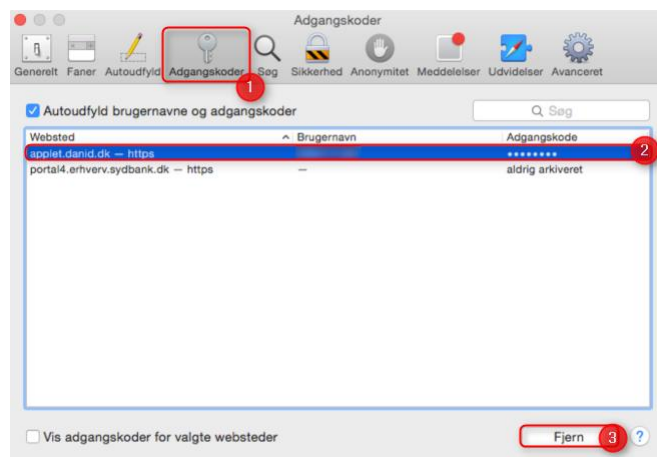 Adgangskoder
Generelt Faner Autoudfyld Adgangskoder Søg Sikkerhed Anonymitet Meddelelser Udvidelser Avanceret
1
Autoudfyld brugernavne og adgangskoder
Søg
Websted Brugernavn Adgangskode
applet.danid.dk — https •••••••• 2
portal4.erhverv.sydbank.dk — https — aldrig arkiveret
Vis adgangskoder for valgte websteder
Fjern 3 ?